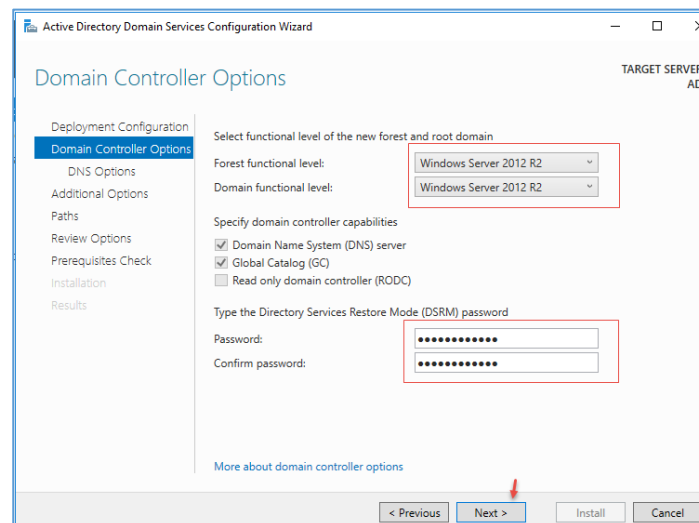 Active Directory Domain Services Configuration Wizard
Domain Controller Options
TARGET SERVER
AD
Deployment Configuration
Domain Controller Options
DNS Options
Additional Options
Paths
Review Options
Prerequisites Check
Installation
Results
Select functional level of the new forest and root domain
Forest functional level: Windows Server 2012 R2
Domain functional level: Windows Server 2012 R2
Specify domain controller capabilities
Domain Name System (DNS) server
Global Catalog (GC)
Read only domain controller (RODC)
Type the Directory Services Restore Mode (DSRM) password
Password: ●●●●●●●●●●●●
Confirm password: ●●●●●●●●●●●●
More about domain controller options
< Previous Next > Install Cancel